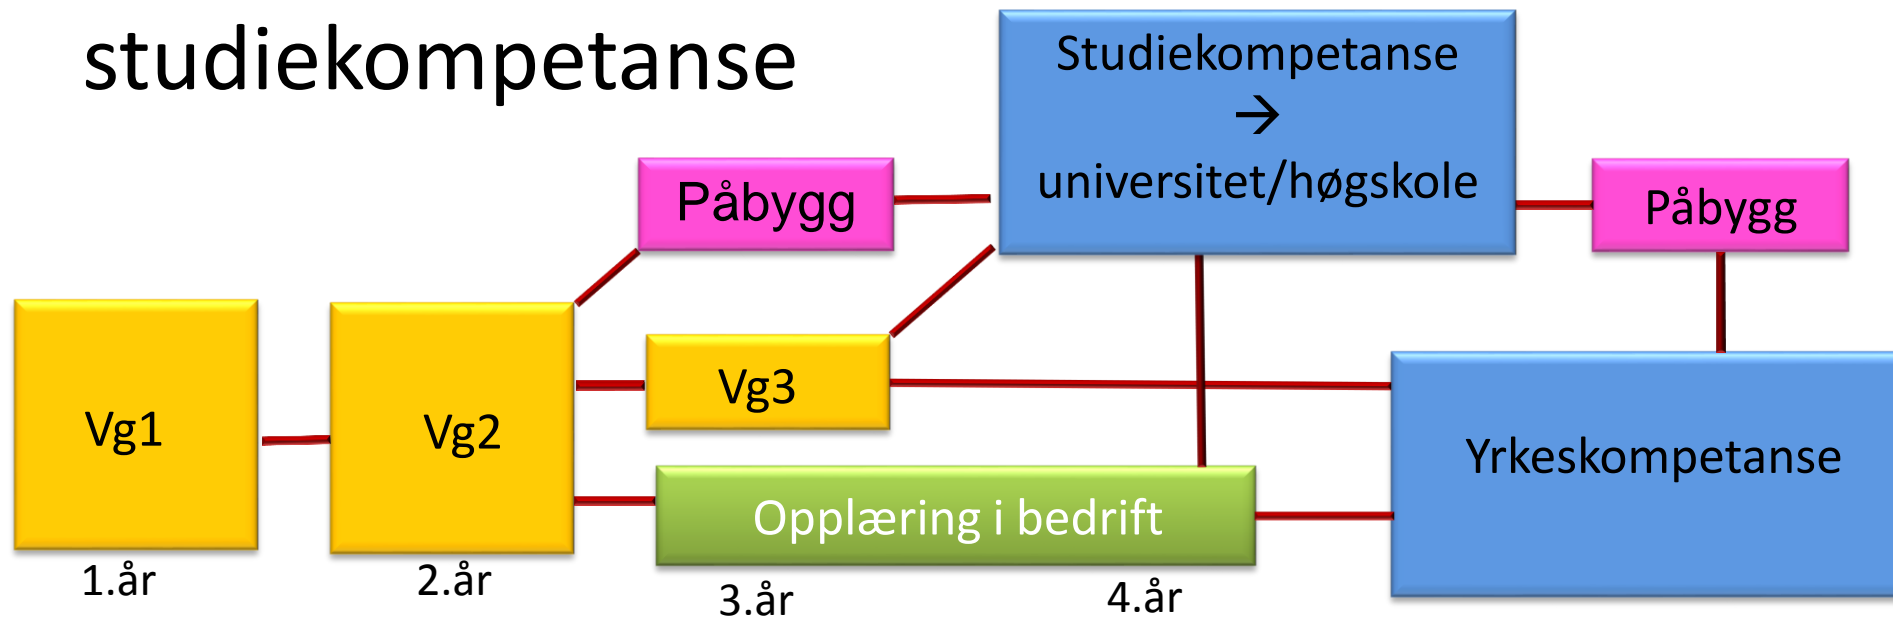 studiekompetanse
Studiekompetanse
→
universitet/høgskole
Påbygg
Påbygg
Vg1
Vg2
Vg3
Yrkeskompetanse
Opplæring i bedrift
1.år
2.år
3.år
4.år